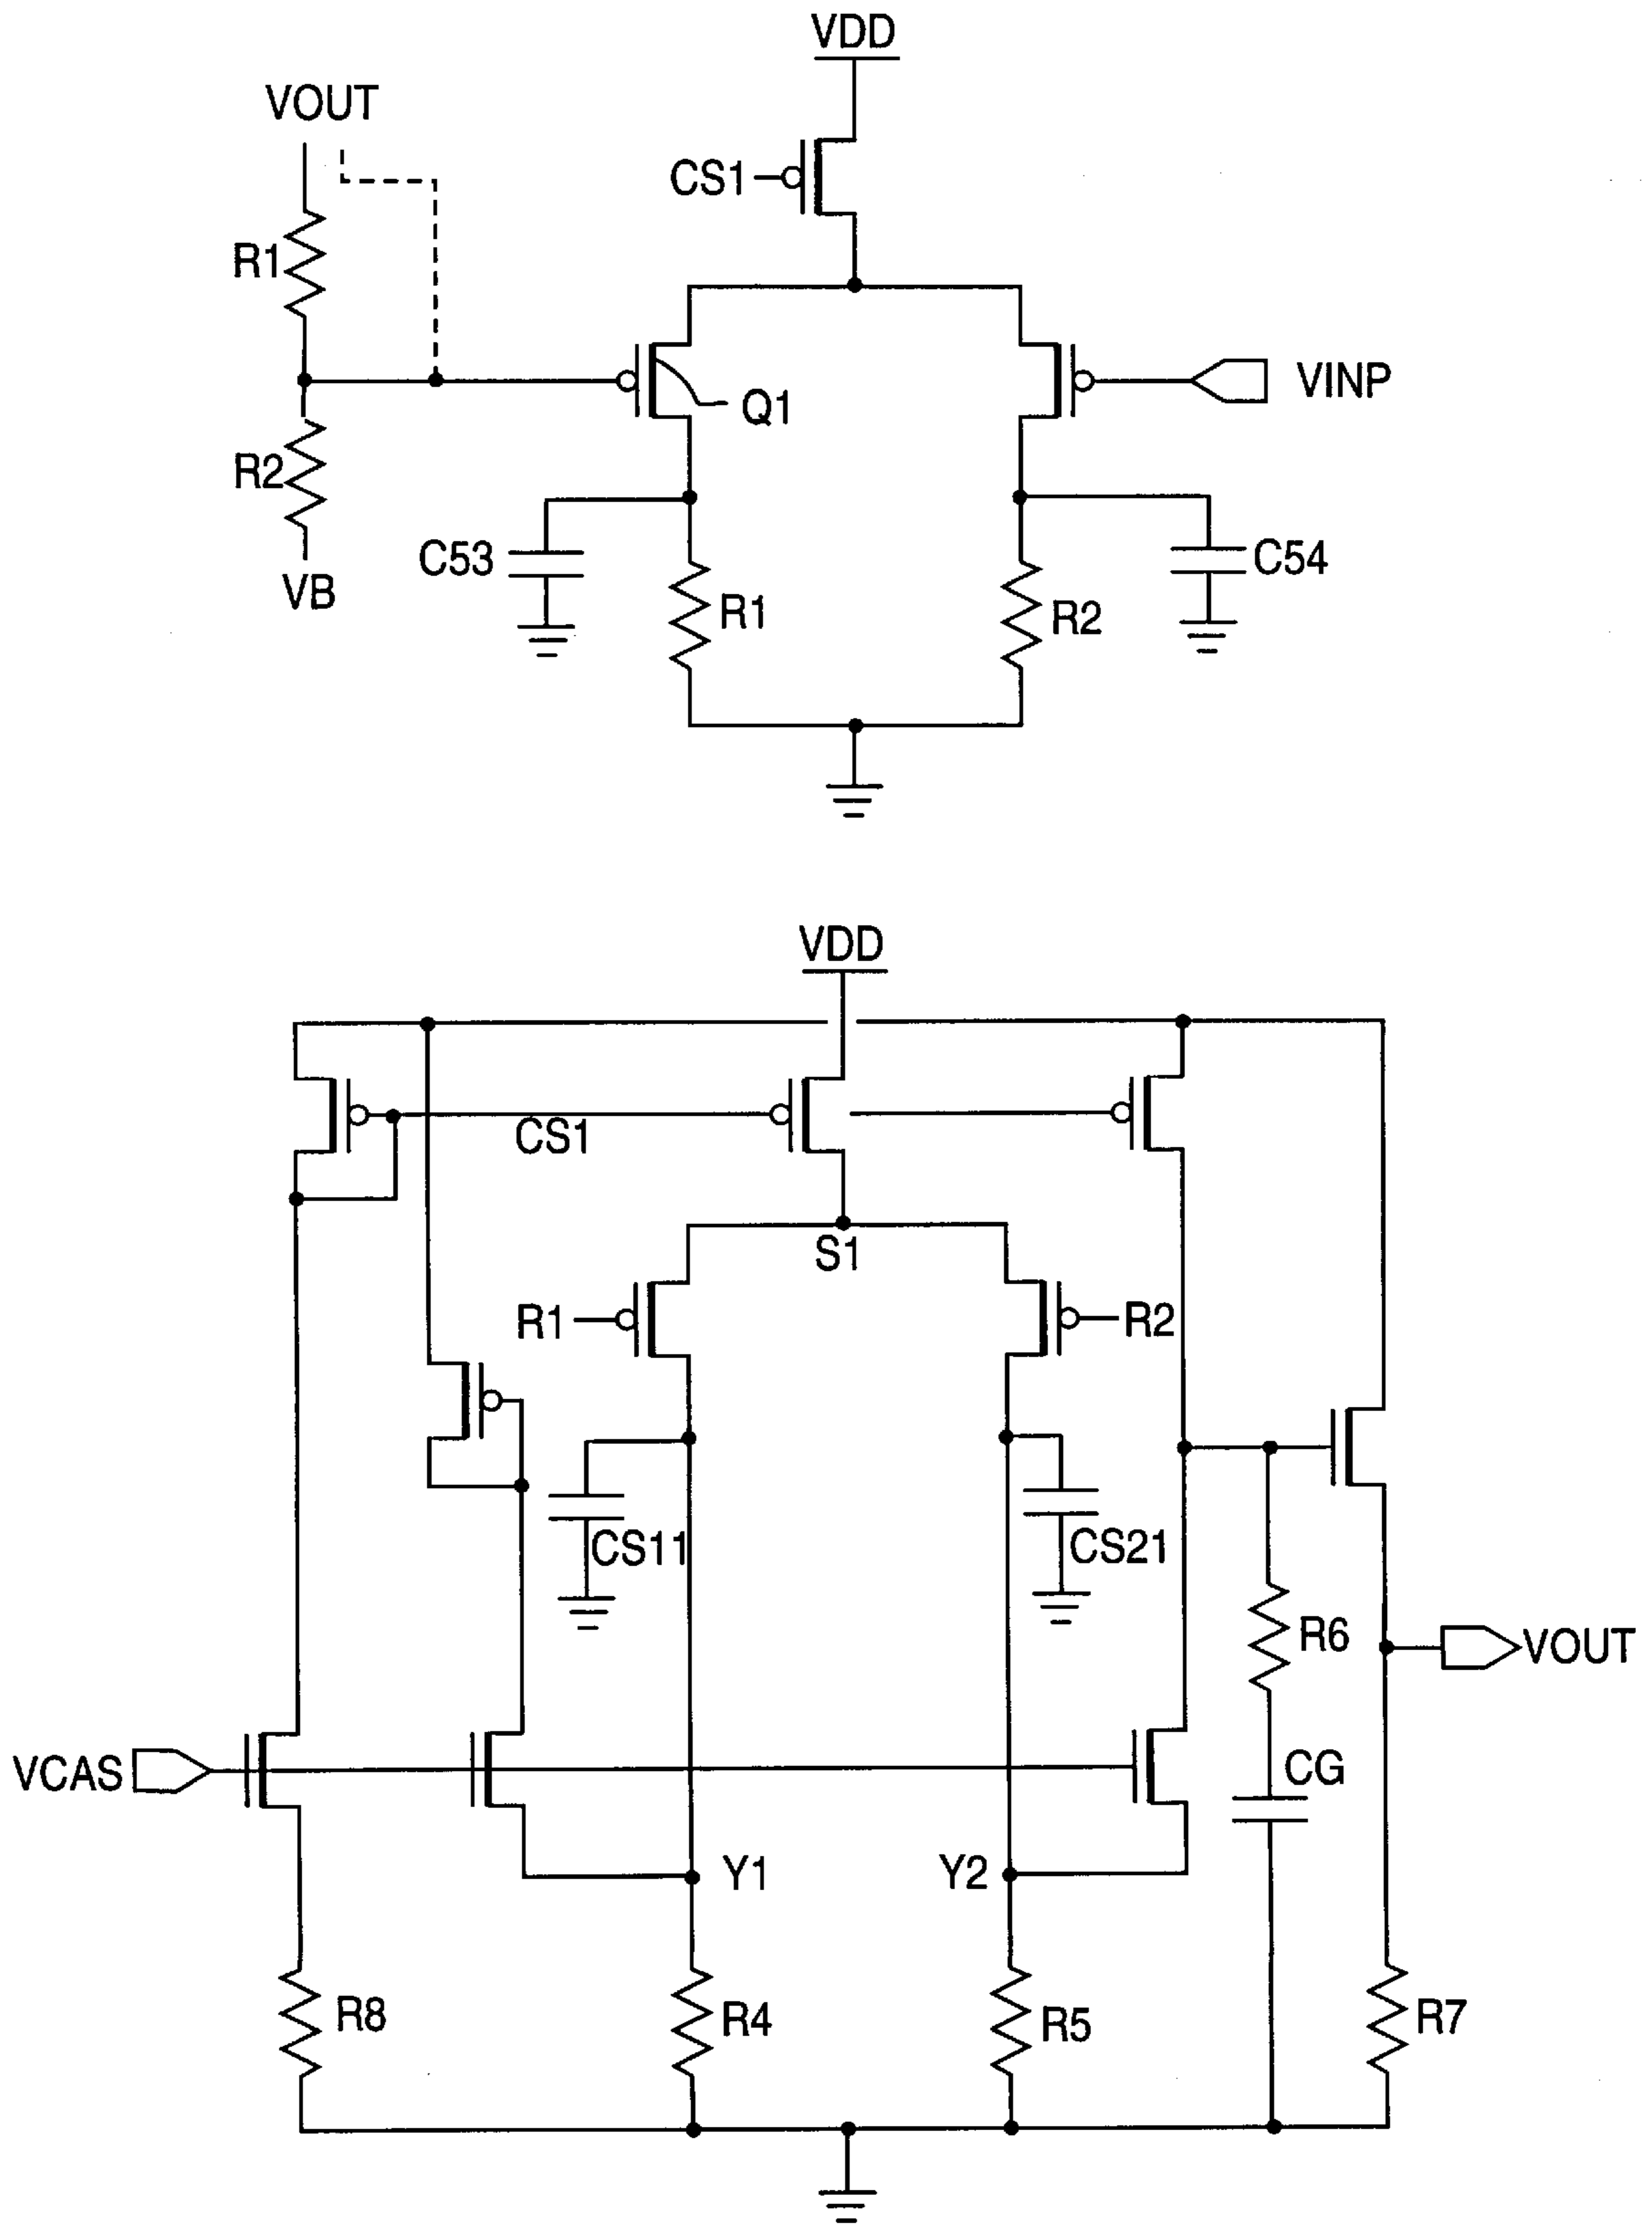 VDD
VOUT
CS1
R1
VINP
Q1
R2
C53
C54
VB
R1
R2
VDD
CS1
S1
R1
R2
CS11
CS21
R6
VOUT
VCAS
CG
Y1
Y2
R8
R4
R5
R7